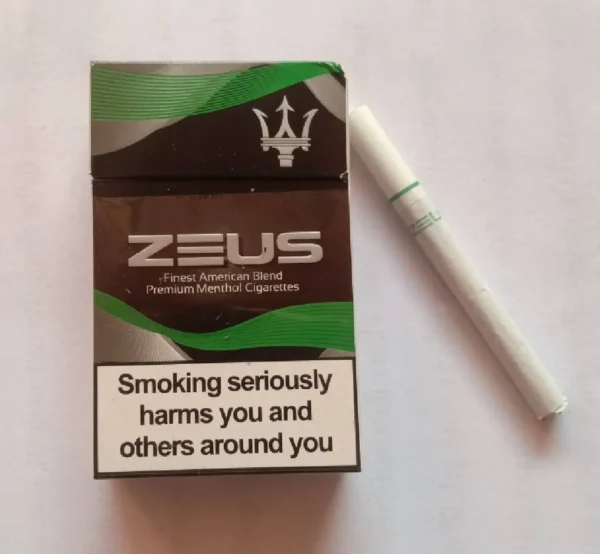 ZEUS
Finest American Blend
Premium Menthol Cigarettes
Smoking seriously
harms you and
others around you
ZEUS